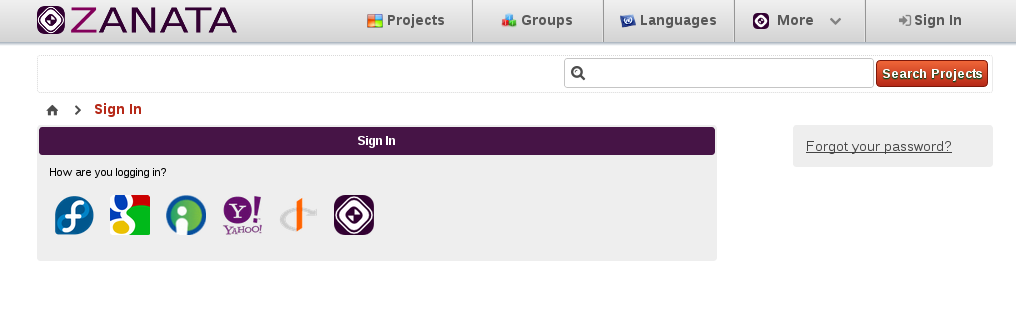 ZANATA Projects Groups Languages More Sign In
Search Projects
Sign In
Sign In
Forgot your password?
How are you logging in?
YAHOO!